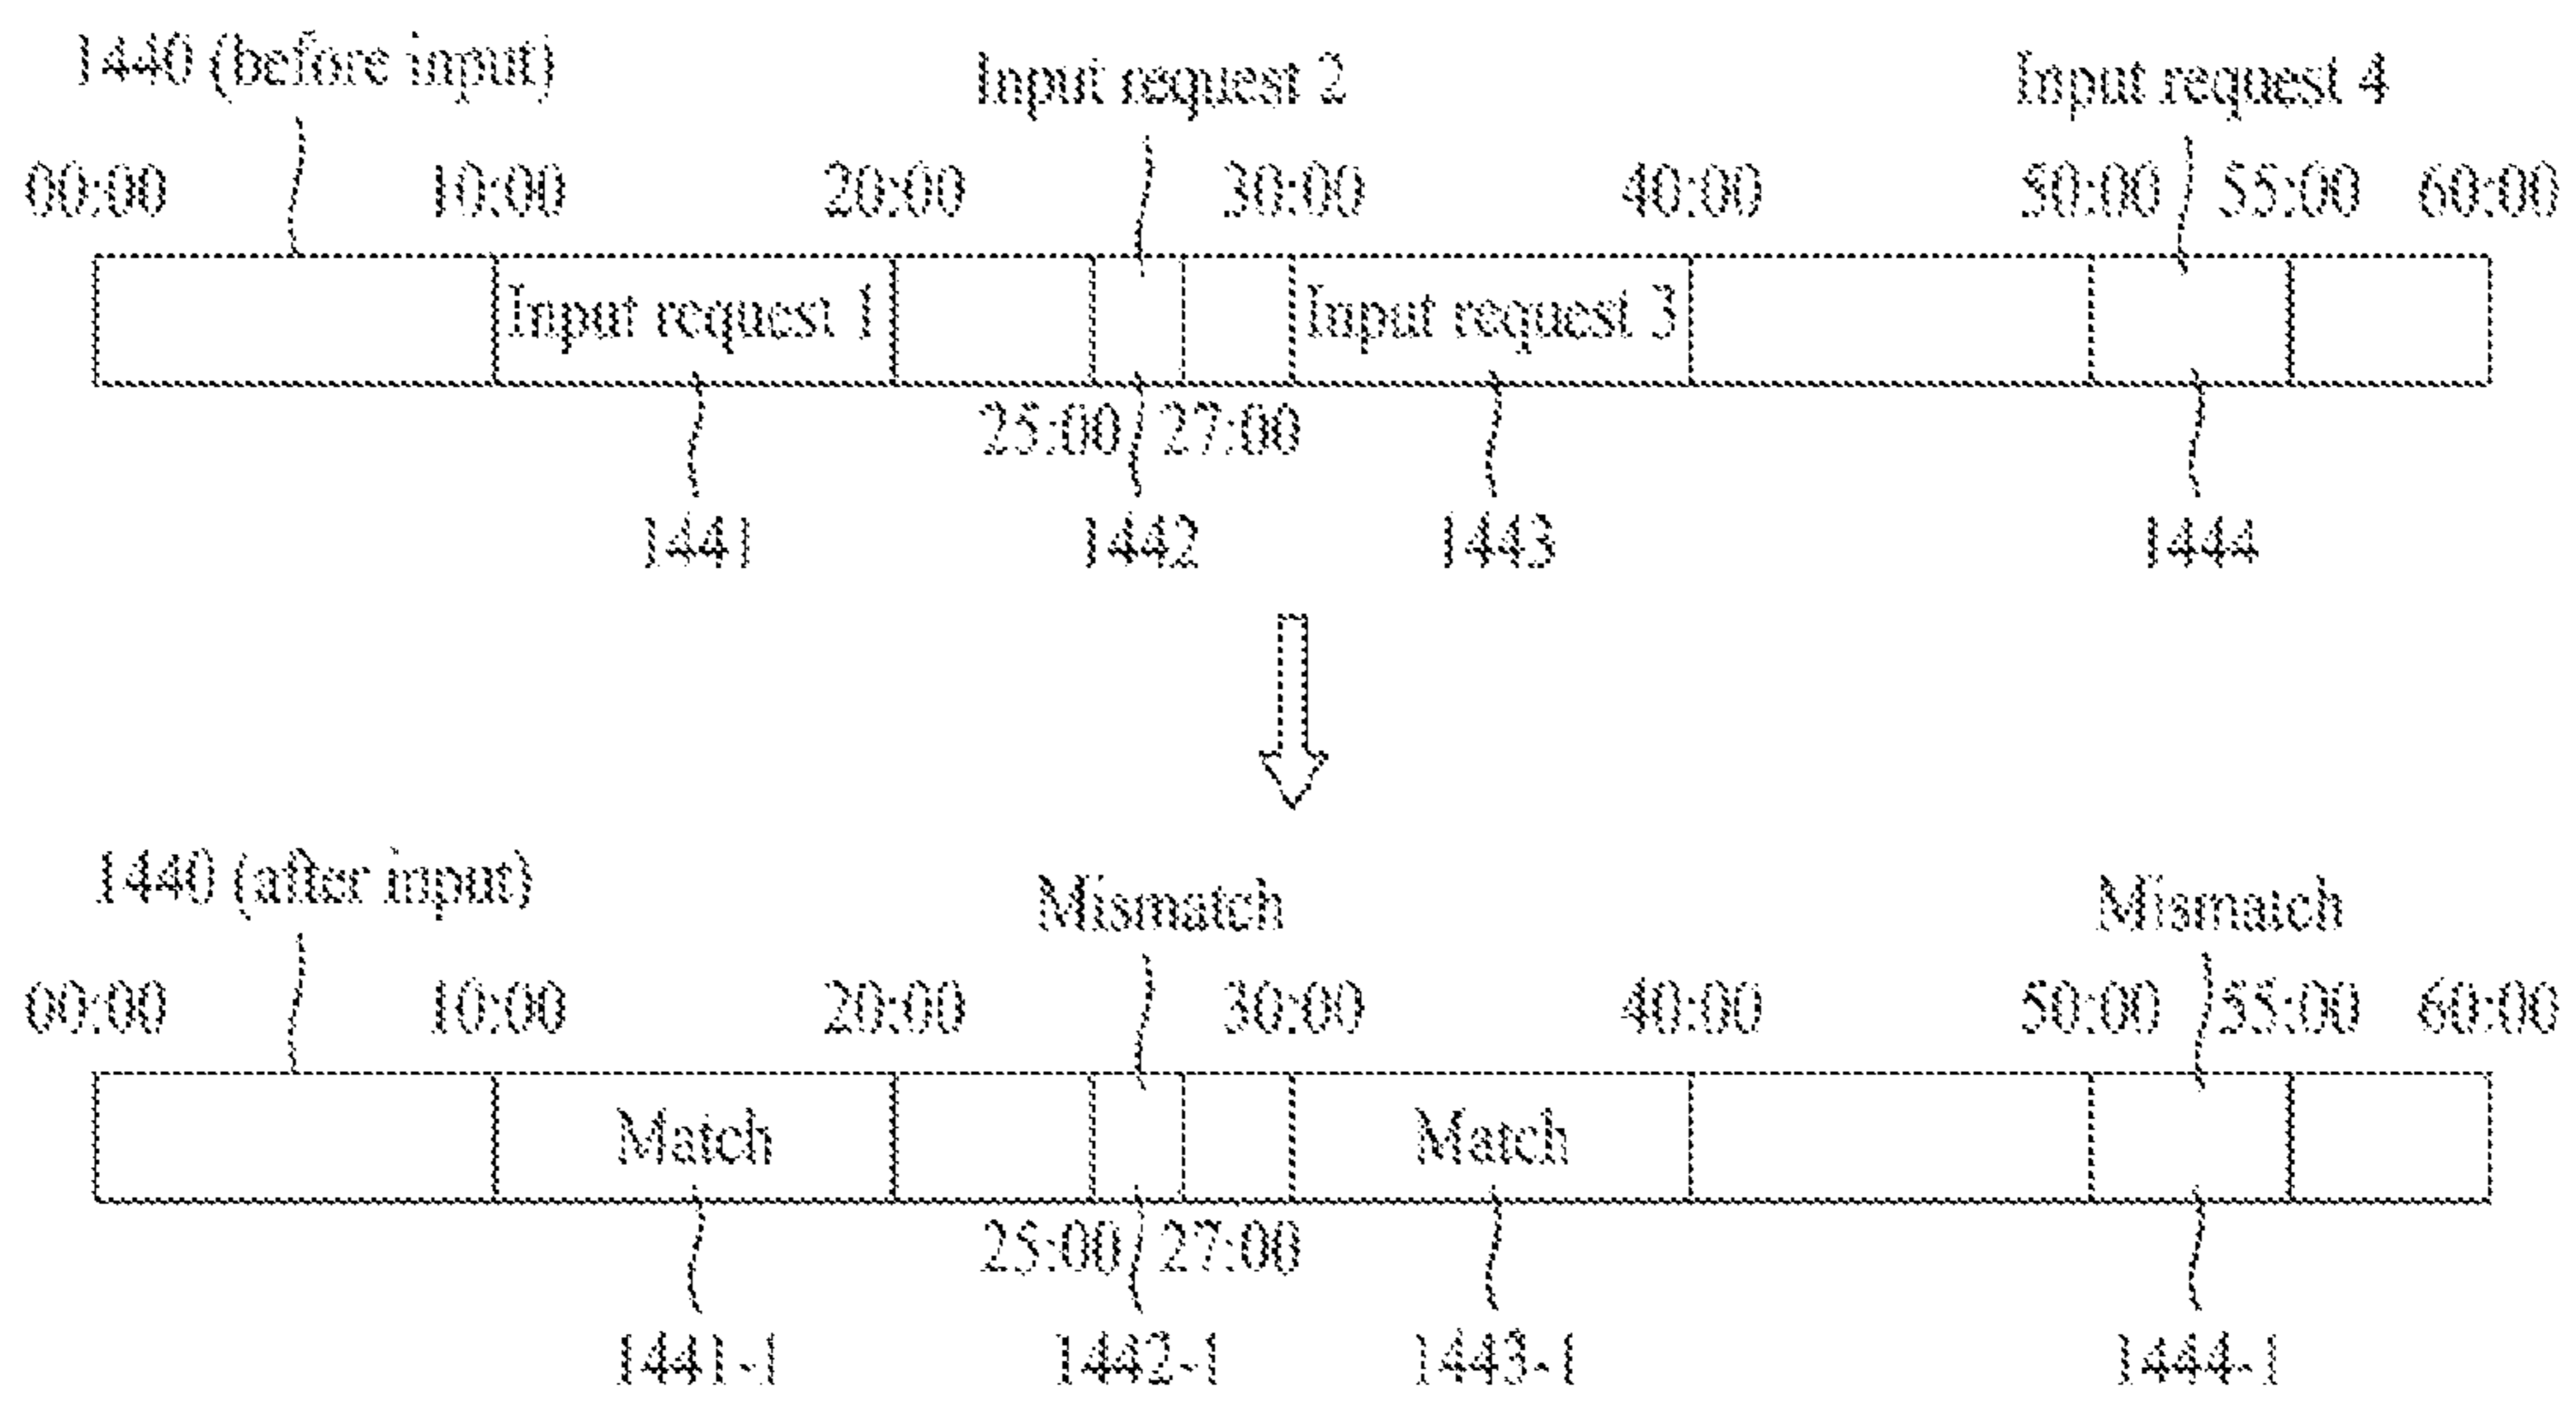 1440 (before input)
Input request 2
Input request 4
00:00 10:00 20:00 30:00 40:00 50:00 55:00 60:00
Input request 1
Input request 3
25:00 27:00
1441 1442 1443 1444
1440 (after input)
Mismatch
Mismatch
00:00 10:00 20:00 30:00 40:00 50:00 55:00 60:00
Match
Match
25:00 27:00
1441-1 1442-1 1443-1 1444-1